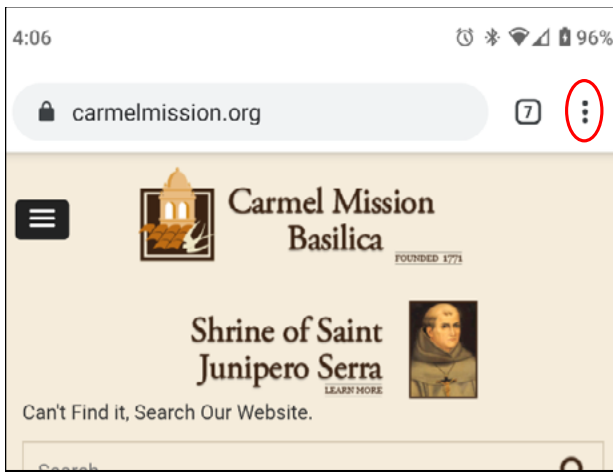 4:06 96%
carmelmission.org 7
Carmel Mission
Basilica
FOUNDED 1771
Shrine of Saint
Junipero Serra
LEARN MORE
Can't Find it, Search Our Website.
Search